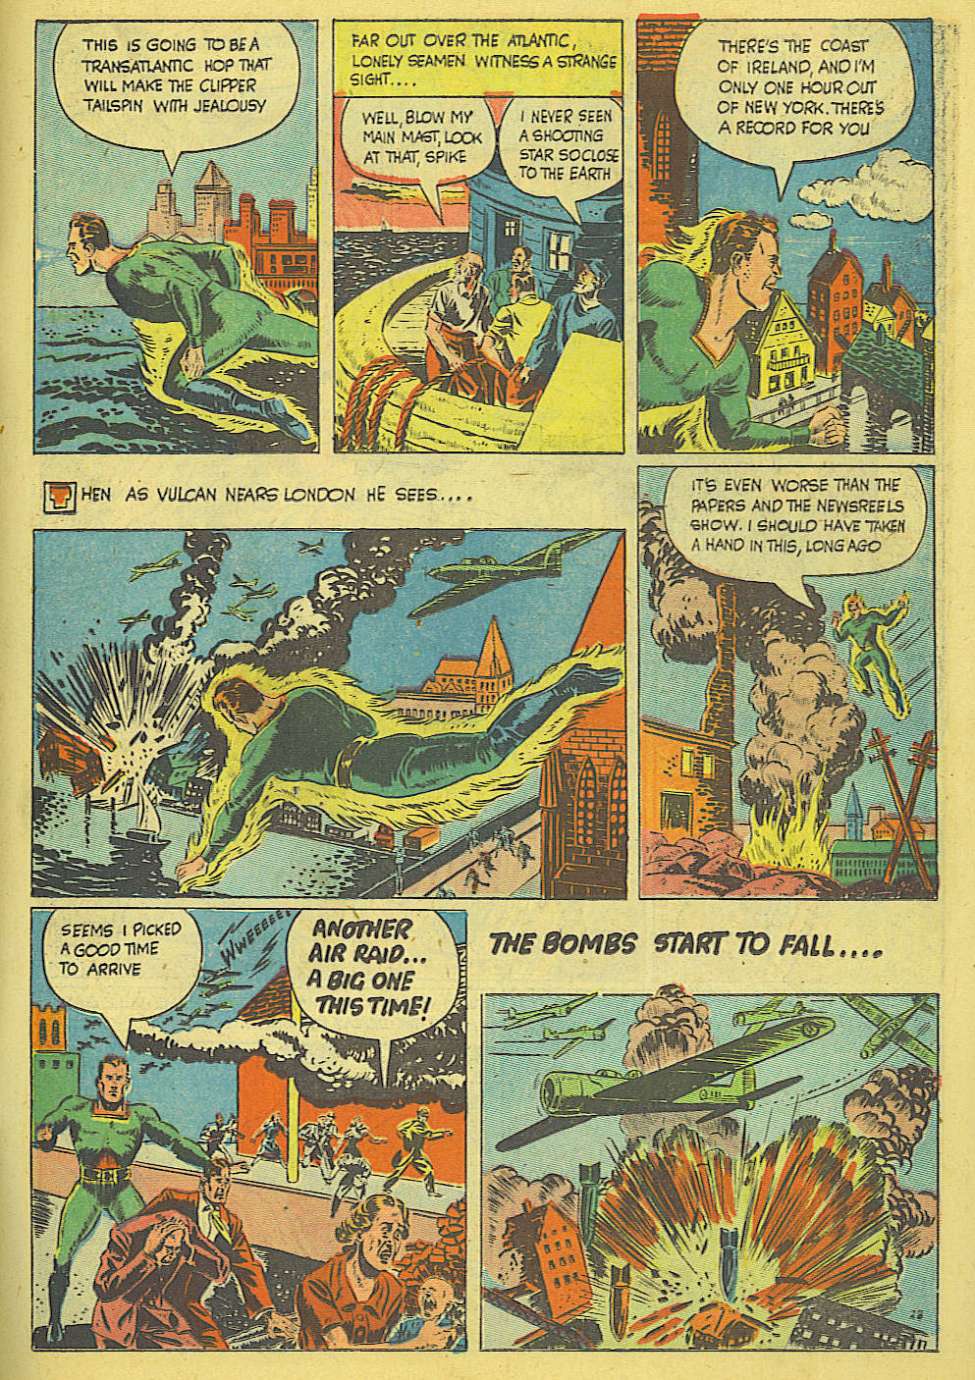 THIS IS GOING TO BE A
TRANSATLANTIC HOP THAT
WILL MAKE THE CLIPPER
TAILSPIN WITH JEALOUSY
FAR OUT OVER THE ATLANTIC,
LONELY SEAMEN WITNESS A STRANGE
SIGHT....
WELL, BLOW MY
MAIN MAST, LOOK
AT THAT, SPIKE
I NEVER SEEN
A SHOOTING
STAR SO CLOSE
TO THE EARTH
THERE'S THE COAST
OF IRELAND, AND I'M
ONLY ONE HOUR OUT
OF NEW YORK. THERE'S
A RECORD FOR YOU
THEN AS VULCAN NEARS LONDON HE SEES....
IT'S EVEN WORSE THAN THE
PAPERS AND THE NEWSREELS
SHOW. I SHOULD HAVE TAKEN
A HAND IN THIS, LONG AGO
SEEMS I PICKED
A GOOD TIME
TO ARRIVE
WWEEEEEE
ANOTHER
AIR RAID...
A BIG ONE
THIS TIME!
THE BOMBS START TO FALL....